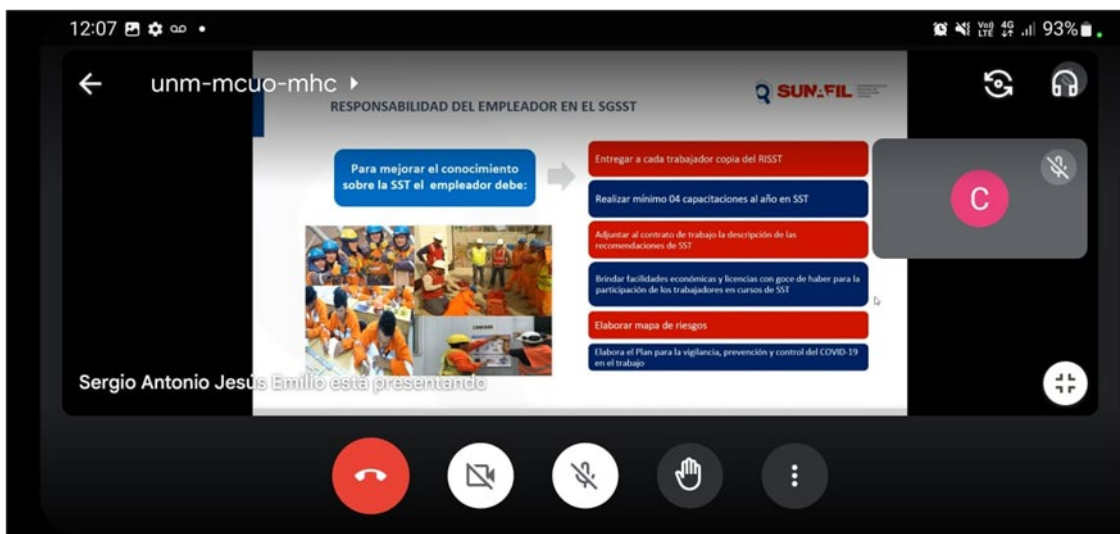 12:07
Vo)) LTE 4G 93%
unm-mcuo-mhc
SUNAFIL
RESPONSABILIDAD DEL EMPLEADOR EN EL SGSST
Para mejorar el conocimiento
sobre la SST el empleador debe:
Entregar a cada trabajador copia del RISST
Realizar mínimo 04 capacitaciones al año en SST
Adjuntar al contrato de trabajo la descripción de las
recomendaciones de SST
Brindar facilidades económicas y licencias con goce de haber para la
participación de los trabajadores en cursos de SST
Elaborar mapa de riesgos
Elabora el Plan para la vigilancia, prevención y control del COVID-19
en el trabajo
C
Sergio Antonio Jesús Emilio está presentando